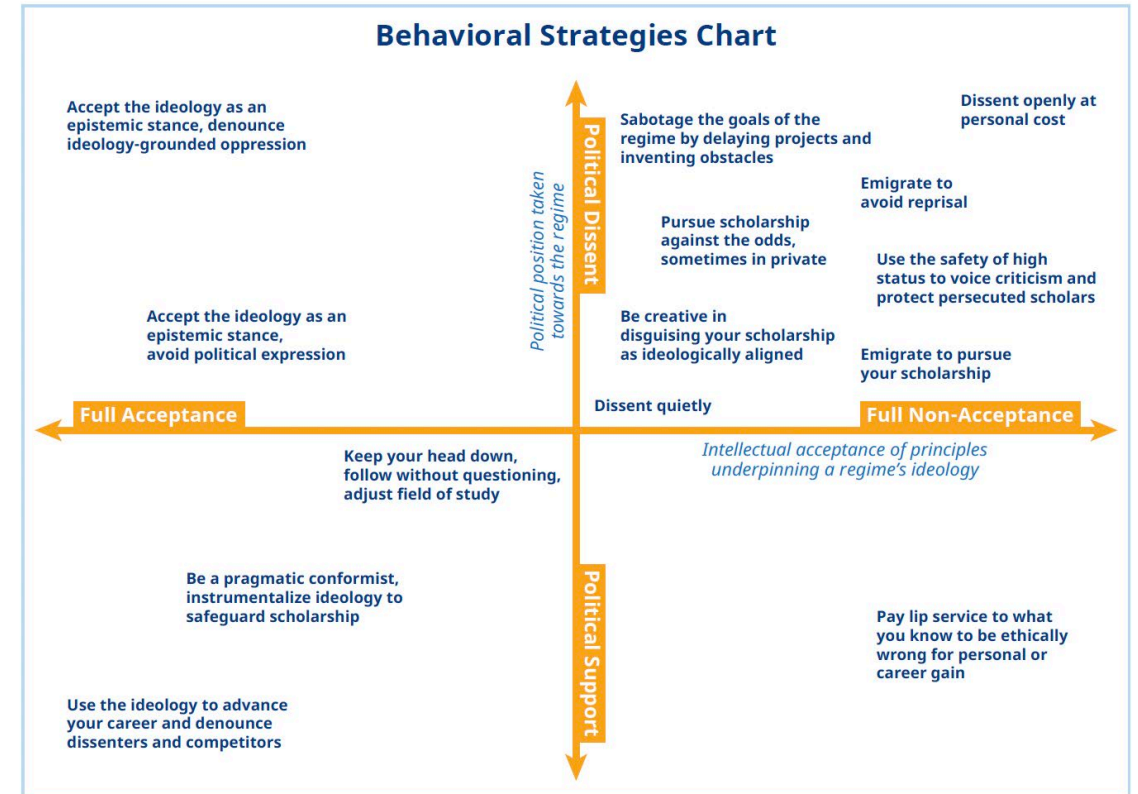 Behavioral Strategies Chart
Accept the ideology as an
epistemic stance, denounce
ideology-grounded oppression
Accept the ideology as an
epistemic stance,
avoid political expression
Political position taken
towards the regime
Political Dissent
Sabotage the goals of the
regime by delaying projects and
inventing obstacles
Dissent openly at
personal cost
Emigrate to
avoid reprisal
Pursue scholarship
against the odds,
sometimes in private
Use the safety of high
status to voice criticism and
protect persecuted scholars
Be creative in
disguising your scholarship
as ideologically aligned
Emigrate to pursue
your scholarship
Dissent quietly
Full Acceptance
Full Non-Acceptance
Intellectual acceptance of principles
underpinning a regime's ideology
Keep your head down,
follow without questioning,
adjust field of study
Be a pragmatic conformist,
instrumentalize ideology to
safeguard scholarship
Use the ideology to advance
your career and denounce
dissenters and competitors
Political Support
Pay lip service to what
you know to be ethically
wrong for personal or
career gain